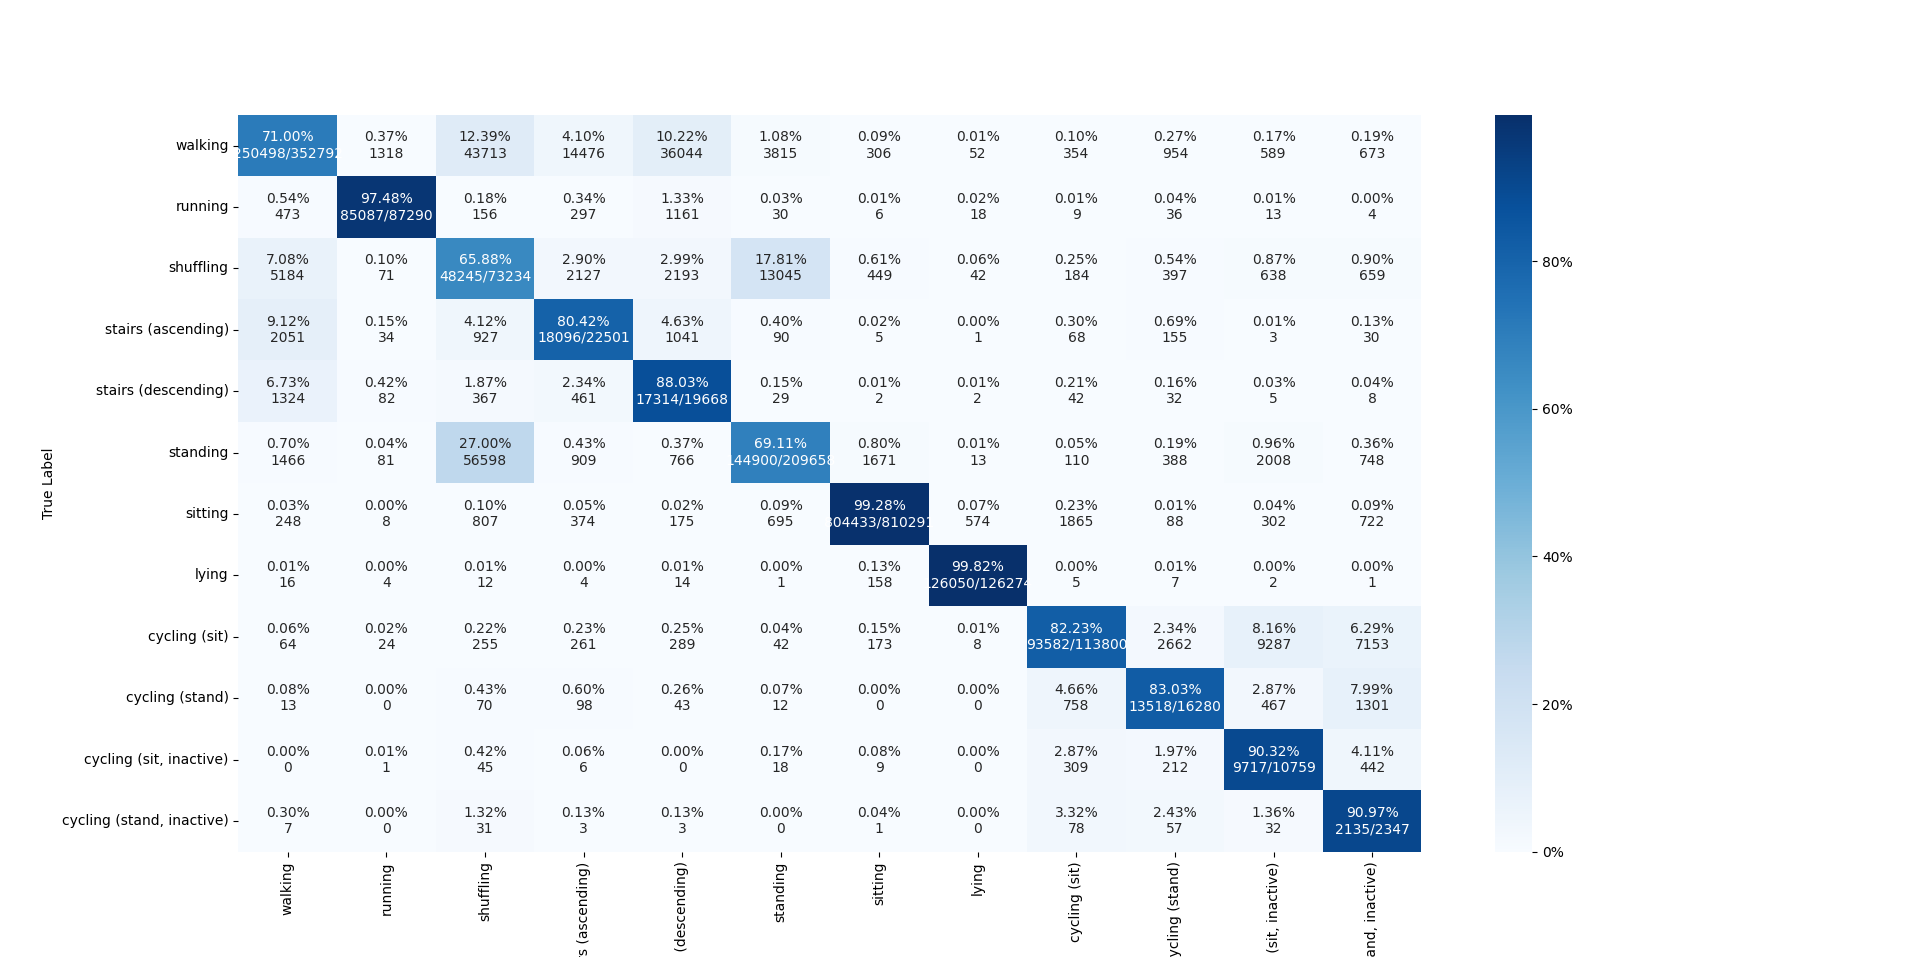 walking
71.00% 0.37% 12.39% 4.10% 10.22% 1.08% 0.09% 0.01% 0.10% 0.27% 0.17% 0.19%
250498/352792 1318 43713 14476 36044 3815 306 52 354 954 589 673
running
0.54% 97.48% 0.18% 0.34% 1.33% 0.03% 0.01% 0.02% 0.01% 0.04% 0.01% 0.00%
473 85087/87290 156 297 1161 30 6 18 9 36 13 4
shuffling
7.08% 0.10% 65.88% 2.90% 2.99% 17.81% 0.61% 0.06% 0.25% 0.54% 0.87% 0.90%
5184 71 48245/73234 2127 2193 13045 449 42 184 397 638 659
stairs (ascending)
9.12% 0.15% 4.12% 80.42% 4.63% 0.40% 0.02% 0.00% 0.30% 0.69% 0.01% 0.13%
2051 34 927 18096/22501 1041 90 5 1 68 155 3 30
stairs (descending)
6.73% 0.42% 1.87% 2.34% 88.03% 0.15% 0.01% 0.01% 0.21% 0.16% 0.03% 0.04%
1324 82 367 461 17314/19668 29 2 2 42 32 5 8
standing
0.70% 0.04% 27.00% 0.43% 0.37% 69.11% 0.80% 0.01% 0.05% 0.19% 0.96% 0.36%
1466 81 56598 909 766 144900/209658 1671 13 110 388 2008 748
sitting
0.03% 0.00% 0.10% 0.05% 0.02% 0.09% 99.28% 0.07% 0.23% 0.01% 0.04% 0.09%
248 8 807 374 175 695 804433/810291 574 1865 88 302 722
lying
0.01% 0.00% 0.01% 0.00% 0.01% 0.00% 0.13% 99.82% 0.00% 0.01% 0.00% 0.00%
16 4 12 4 14 1 158 126050/126274 5 7 2 1
cycling (sit)
0.06% 0.02% 0.22% 0.23% 0.25% 0.04% 0.15% 0.01% 82.23% 2.34% 8.16% 6.29%
64 24 255 261 289 42 173 8 93582/113800 2662 9287 7153
cycling (stand)
0.08% 0.00% 0.43% 0.60% 0.26% 0.07% 0.00% 0.00% 4.66% 83.03% 2.87% 7.99%
13 0 70 98 43 12 0 0 758 13518/16280 467 1301
cycling (sit, inactive)
0.00% 0.01% 0.42% 0.06% 0.00% 0.17% 0.08% 0.00% 2.87% 1.97% 90.32% 4.11%
0 1 45 6 0 18 9 0 309 212 9717/10759 442
cycling (stand, inactive)
0.30% 0.00% 1.32% 0.13% 0.13% 0.00% 0.04% 0.00% 3.32% 2.43% 1.36% 90.97%
7 0 31 3 3 0 1 0 78 57 32 2135/2347
True Label
walking
running
shuffling
(ascending)
(descending)
standing
sitting
lying
cycling (sit)
(stand)
(sit, inactive)
inactive)
80%
60%
40%
20%
0%